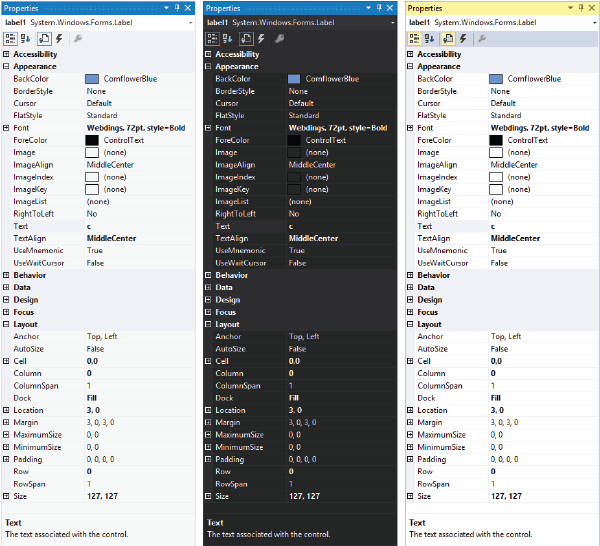 Properties
label1 System.Windows.Forms.Label
Accessibility
Appearance
BackColor CornflowerBlue
BorderStyle None
Cursor Default
FlatStyle Standard
Font Webdings, 72pt, style=Bold
ForeColor ControlText
Image (none)
ImageAlign MiddleCenter
ImageIndex (none)
ImageKey (none)
ImageList (none)
RightToLeft No
Text c
TextAlign MiddleCenter
UseMnemonic True
UseWaitCursor False
Behavior
Data
Design
Focus
Layout
Anchor Top, Left
AutoSize False
Cell 0,0
Column 0
ColumnSpan 1
Dock Fill
Location 3, 0
Margin 3, 0, 3, 0
MaximumSize 0, 0
MinimumSize 0, 0
Padding 0, 0, 0, 0
Row 0
RowSpan 1
Size 127, 127
Text
The text associated with the control.
Properties
label1 System.Windows.Forms.Label
Accessibility
Appearance
BackColor CornflowerBlue
BorderStyle None
Cursor Default
FlatStyle Standard
Font Webdings, 72pt, style=Bold
ForeColor ControlText
Image (none)
ImageAlign MiddleCenter
ImageIndex (none)
ImageKey (none)
ImageList (none)
RightToLeft No
Text c
TextAlign MiddleCenter
UseMnemonic True
UseWaitCursor False
Behavior
Data
Design
Focus
Layout
Anchor Top, Left
AutoSize False
Cell 0,0
Column 0
ColumnSpan 1
Dock Fill
Location 3, 0
Margin 3, 0, 3, 0
MaximumSize 0, 0
MinimumSize 0, 0
Padding 0, 0, 0, 0
Row 0
RowSpan 1
Size 127, 127
Text
The text associated with the control.
Properties
label1 System.Windows.Forms.Label
Accessibility
Appearance
BackColor CornflowerBlue
BorderStyle None
Cursor Default
FlatStyle Standard
Font Webdings, 72pt, style=Bold
ForeColor ControlText
Image (none)
ImageAlign MiddleCenter
ImageIndex (none)
ImageKey (none)
ImageList (none)
RightToLeft No
Text c
TextAlign MiddleCenter
UseMnemonic True
UseWaitCursor False
Behavior
Data
Design
Focus
Layout
Anchor Top, Left
AutoSize False
Cell 0,0
Column 0
ColumnSpan 1
Dock Fill
Location 3, 0
Margin 3, 0, 3, 0
MaximumSize 0, 0
MinimumSize 0, 0
Padding 0, 0, 0, 0
Row 0
RowSpan 1
Size 127, 127
Text
The text associated with the control.